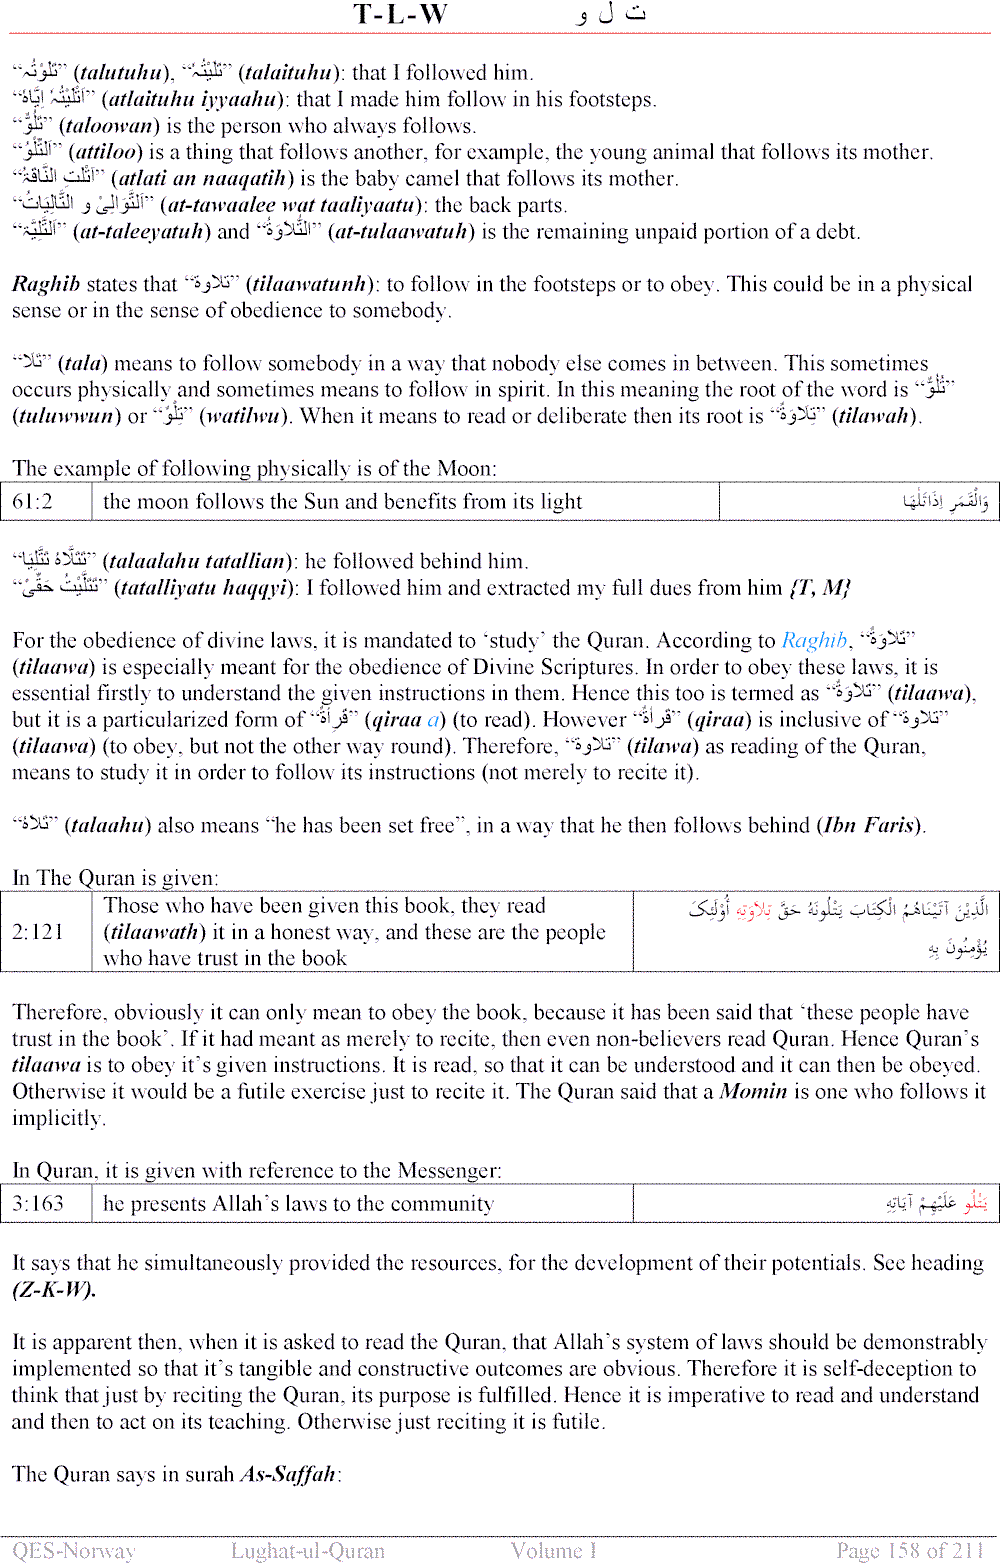 T-L-W ت ل و
“تَلَوْتُہٗ” (talutuhu), “تَلَیْتُہٗ” (talaituhu): that I followed him.
“اَتْلَیْتُہٗ اِیَّاہُ” (atlaituhu iyyaahu): that I made him follow in his footsteps.
“تَلُوٌّ” (taloowan) is the person who always follows.
“اَلتِّلْوُ” (attiloo) is a thing that follows another, for example, the young animal that follows its mother.
“اَتْلَتِ النَّاقَۃُ” (atlati an naaqatih) is the baby camel that follows its mother.
“اَلتَّوَالِیْ و التَّالِیَاتُ” (at-tawaalee wat taaliyaatu): the back parts.
“اَلتَّلِیَّۃ” (at-taleeyatuh) and “التُّلَاوَۃُ” (at-tulaawatuh) is the remaining unpaid portion of a debt.
Raghib states that “تلاوۃ” (tilaawatunh): to follow in the footsteps or to obey. This could be in a physical
sense or in the sense of obedience to somebody.
“تَلَا” (tala) means to follow somebody in a way that nobody else comes in between. This sometimes
occurs physically and sometimes means to follow in spirit. In this meaning the root of the word is “تُلُوٌّ”
(tuluwwun) or “تِلْوٌ” (watilwu). When it means to read or deliberate then its root is “تِلَاوَۃٌ” (tilawah).
The example of following physically is of the Moon:
61:2 the moon follows the Sun and benefits from its light وَالْقَمَرِ اِذَاتَلٰهَا
“تَتَلَّاہُ تَتَلِّیَا” (talaalahu tatallian): he followed behind him.
“تَتَلَّیْتُ حَقِّیْ” (tatalliyatu haqqyi): I followed him and extracted my full dues from him {T, M}
For the obedience of divine laws, it is mandated to ‘study’ the Quran. According to Raghib, “تَلَاوَۃٌ”
(tilaawa) is especially meant for the obedience of Divine Scriptures. In order to obey these laws, it is
essential firstly to understand the given instructions in them. Hence this too is termed as “تَلَاوَۃٌ” (tilaawa),
but it is a particularized form of “قِرأۃٌ” (qiraa a) (to read). However “قرأۃٌ” (qiraa) is inclusive of “تلاوۃ”
(tilaawa) (to obey, but not the other way round). Therefore, “تلاوۃ” (tilawa) as reading of the Quran,
means to study it in order to follow its instructions (not merely to recite it).
“تَلَاہُ” (talaahu) also means “he has been set free”, in a way that he then follows behind (Ibn Faris).
In The Quran is given:
2:121 Those who have been given this book, they read (tilaawath) it in a honest way, and these are the people who have trust in the book الَّذِيْنَ آتَيْنَاهُمُ الْكِتَابَ يَتْلُونَهُ حَقَّ تِلاَوَتِهِ أُوْلَئِكَ يُؤْمِنُونَ بِهِ
Therefore, obviously it can only mean to obey the book, because it has been said that ‘these people have
trust in the book’. If it had meant as merely to recite, then even non-believers read Quran. Hence Quran’s
tilaawa is to obey it’s given instructions. It is read, so that it can be understood and it can then be obeyed.
Otherwise it would be a futile exercise just to recite it. The Quran said that a Momin is one who follows it
implicitly.
In Quran, it is given with reference to the Messenger:
3:163 he presents Allah’s laws to the community يَتْلُو عَلَيْهِمْ آيَاتِهِ
It says that he simultaneously provided the resources, for the development of their potentials. See heading
(Z-K-W).
It is apparent then, when it is asked to read the Quran, that Allah’s system of laws should be demonstrably
implemented so that it’s tangible and constructive outcomes are obvious. Therefore it is self-deception to
think that just by reciting the Quran, its purpose is fulfilled. Hence it is imperative to read and understand
and then to act on its teaching. Otherwise just reciting it is futile.
The Quran says in surah As-Saffah:
QES-Norway Lughat-ul-Quran Volume I Page 158 of 211